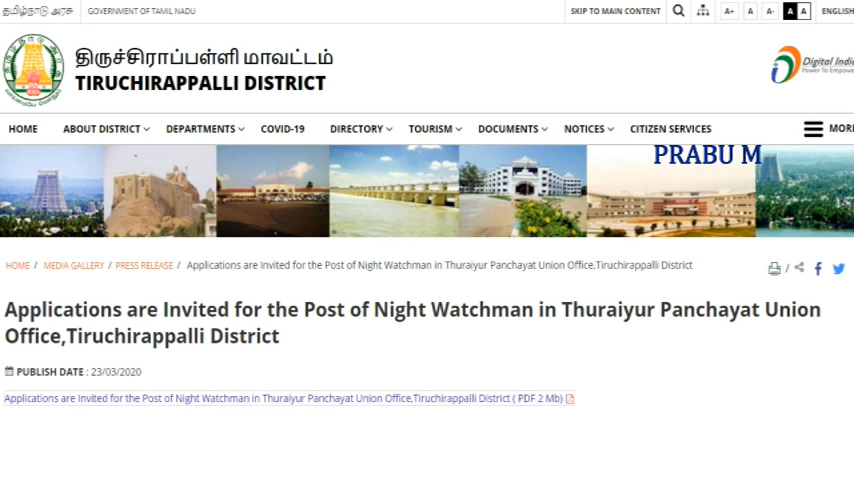 தமிழ்நாடு அரசு GOVERNMENT OF TAMIL NADU SKIP TO MAIN CONTENT A+ A A- A A ENGLISH
திருச்சிராப்பள்ளி மாவட்டம்
TIRUCHIRAPPALLI DISTRICT
Digital India
Power To Empower
HOME ABOUT DISTRICT DEPARTMENTS COVID-19 DIRECTORY TOURISM DOCUMENTS NOTICES CITIZEN SERVICES MORE
PRABU M
HOME / MEDIA GALLERY / PRESS RELEASE / Applications are Invited for the Post of Night Watchman in Thuraiyur Panchayat Union Office,Tiruchirappalli District
Applications are Invited for the Post of Night Watchman in Thuraiyur Panchayat Union
Office,Tiruchirappalli District
PUBLISH DATE : 23/03/2020
Applications are Invited for the Post of Night Watchman in Thuraiyur Panchayat Union Office,Tiruchirappalli District ( PDF 2 Mb)